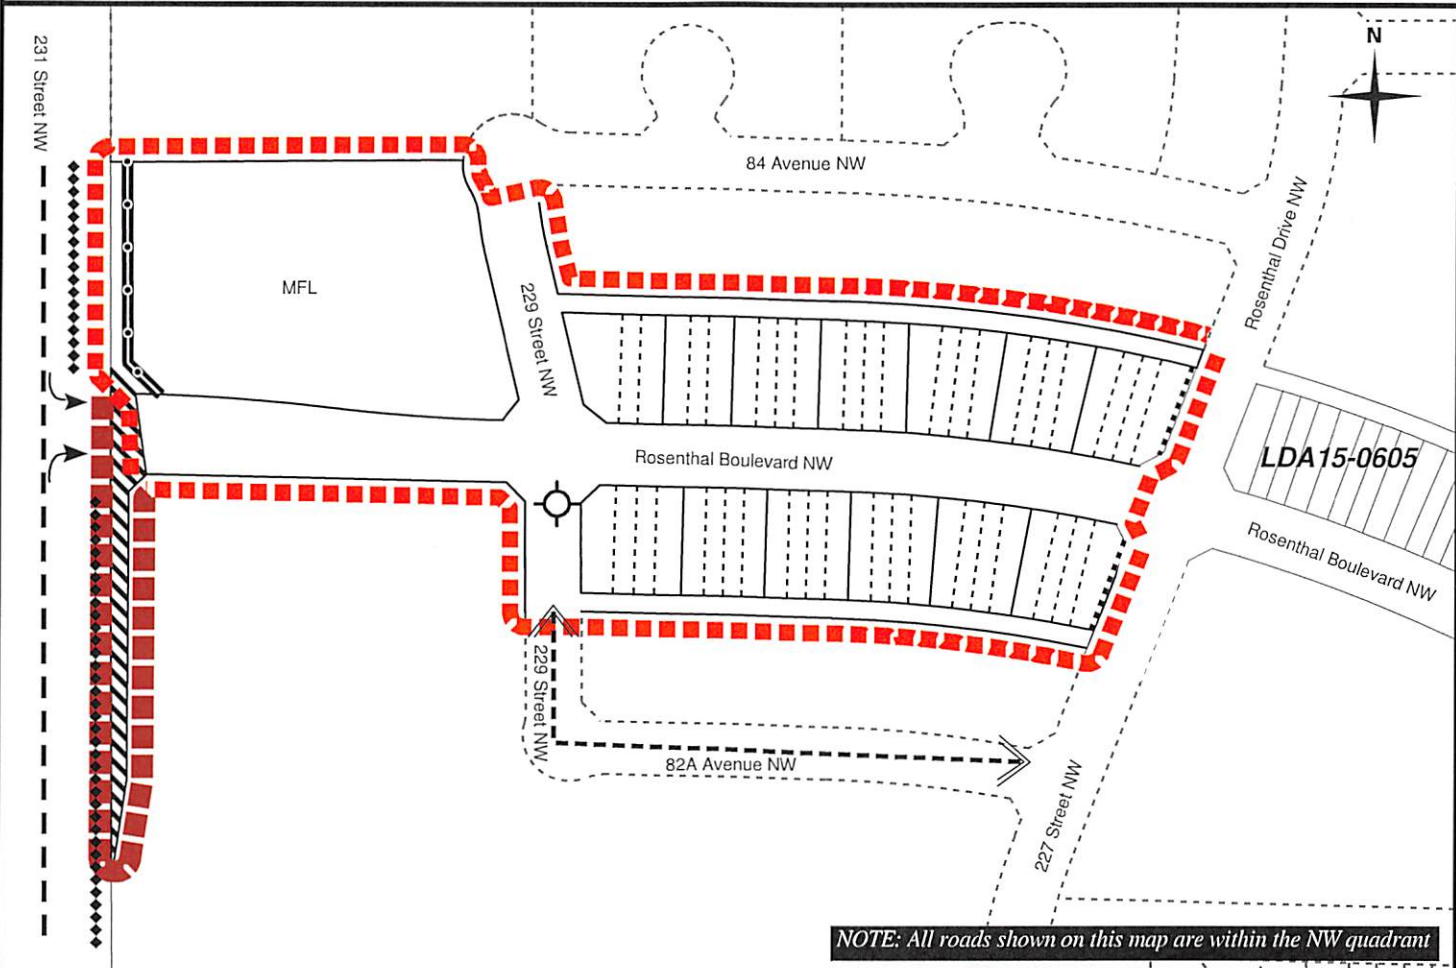 231 Street NW
N
84 Avenue NW
Rosenthal Drive NW
MFL
229 Street NW
Rosenthal Boulevard NW
LDA15-0605
Rosenthal Boulevard NW
229 Street NW
82A Avenue NW
227 Street NW
NOTE: All roads shown on this map are within the NW quadrant